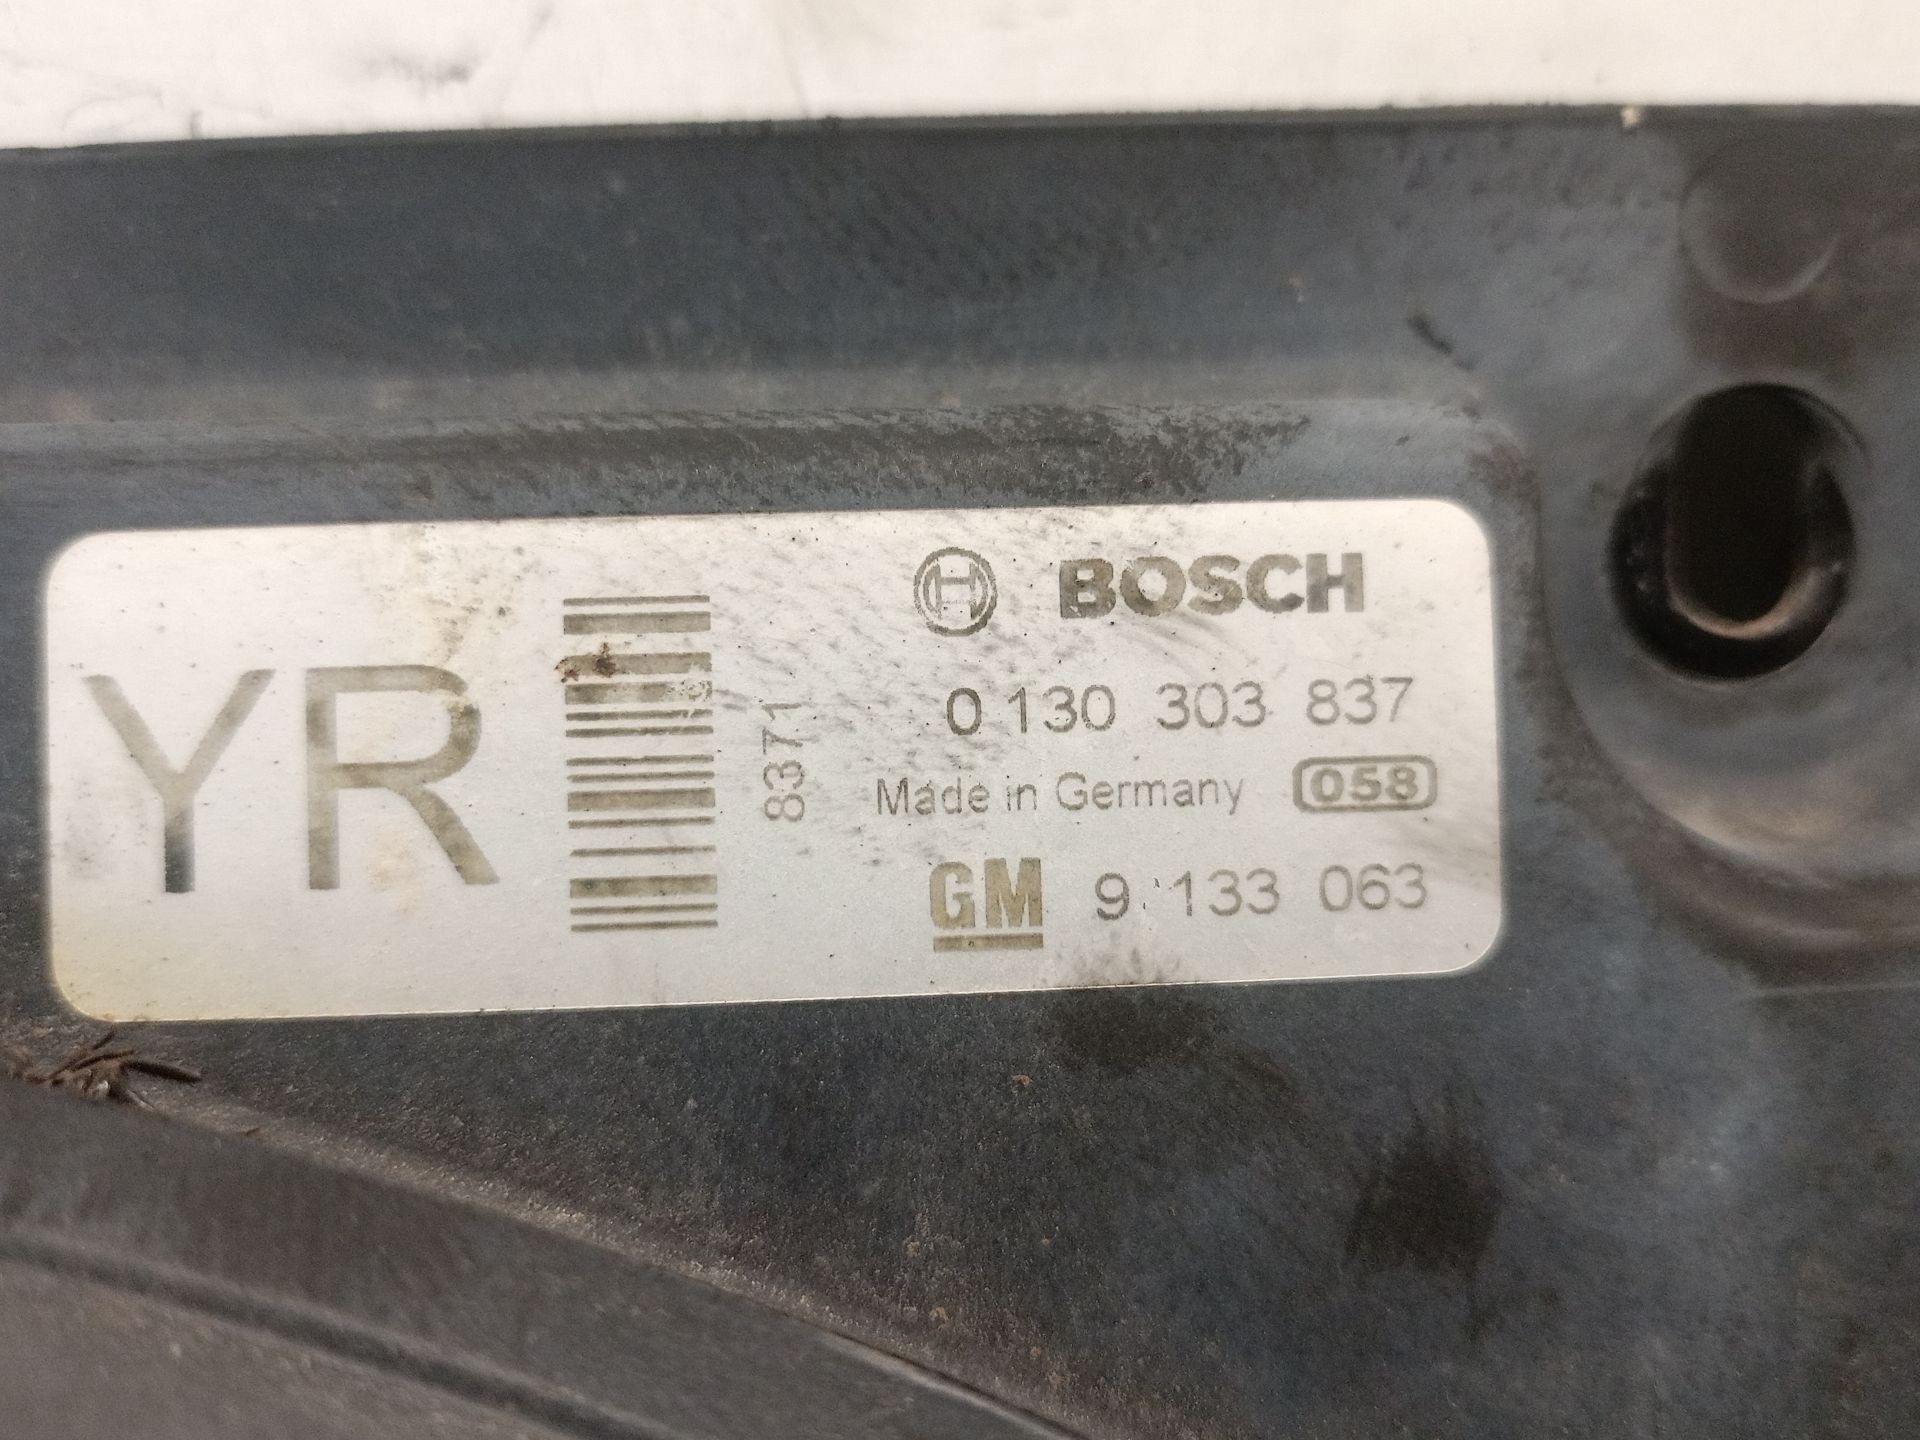 YR
8371
BOSCH
0 130 303 837
Made in Germany 058
GM 9 133 063